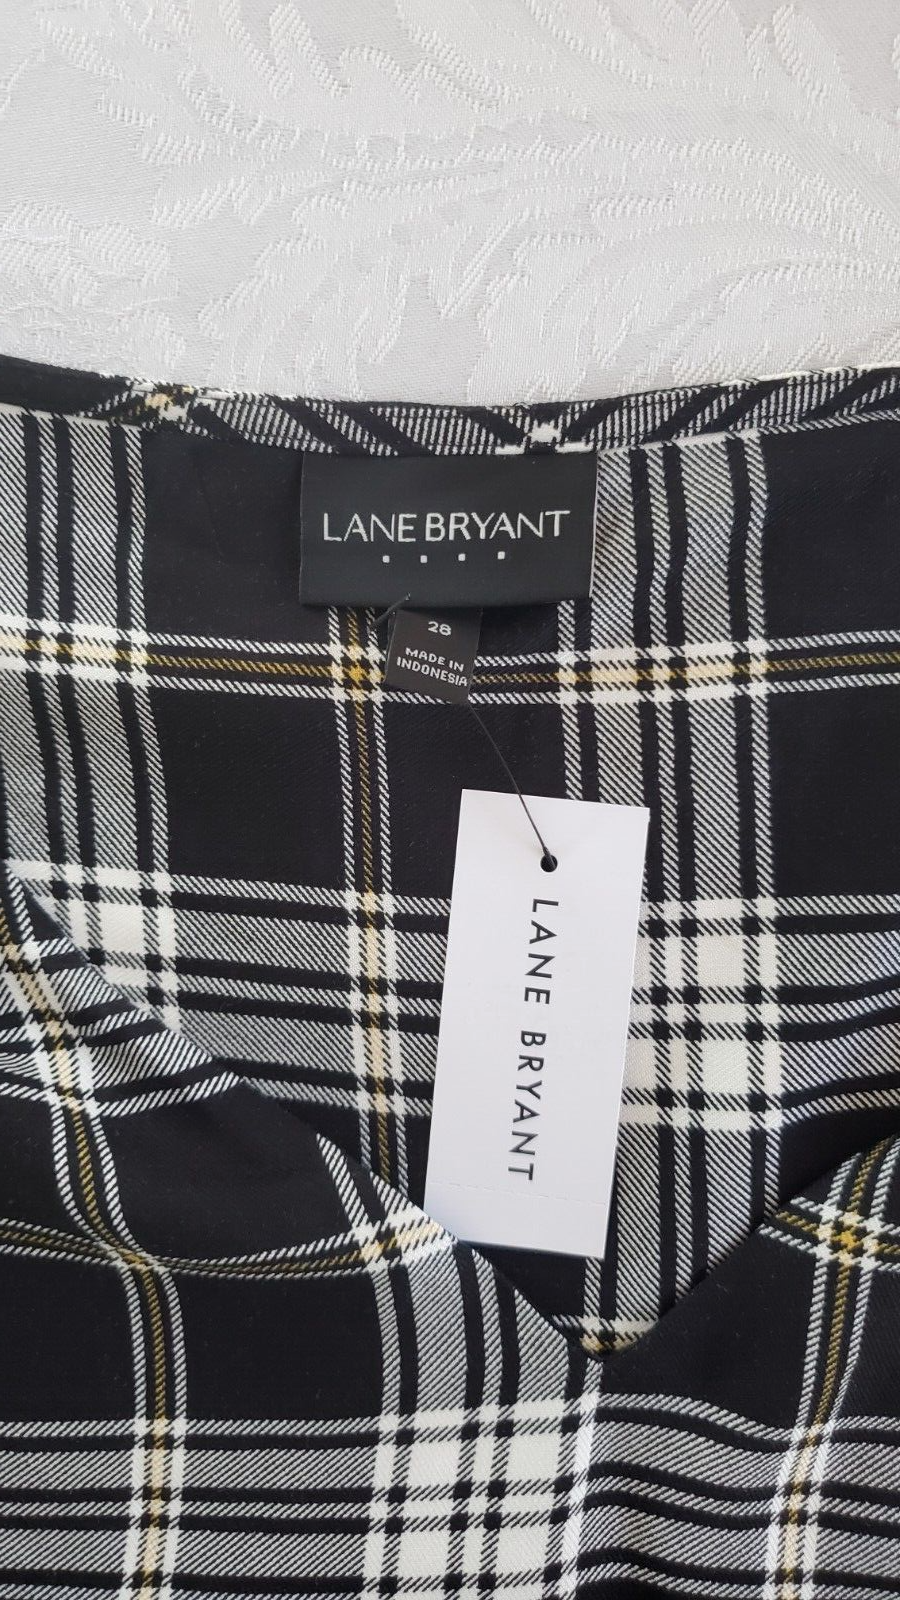 LANE BRYANT
28
MADE IN
INDONESIA
LANE BRYANT